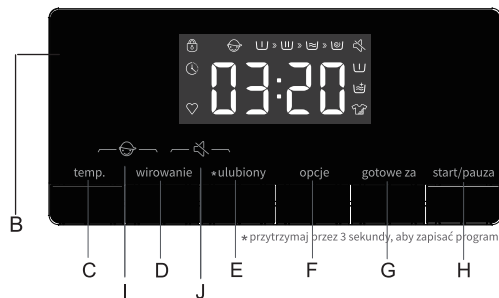 03:20
B
temp. wirowanie *ulubiony opcje gotowe za start/pauza
*przytrzymaj przez 3 sekundy, aby zapisać program
C D E F G H
I J